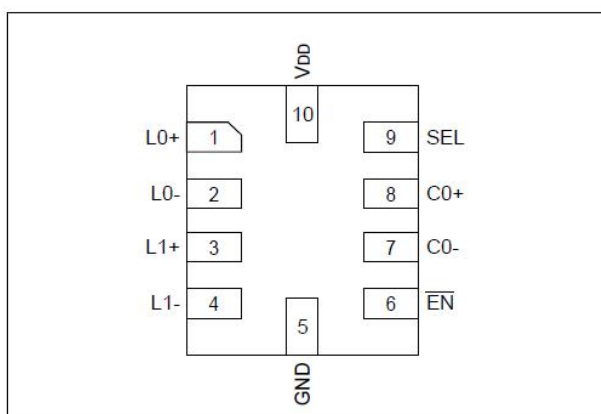 VDD
10
L0+ 1 9 SEL
L0- 2 8 C0+
L1+ 3 7 C0-
L1- 4 6 E̅N̅
5
GND